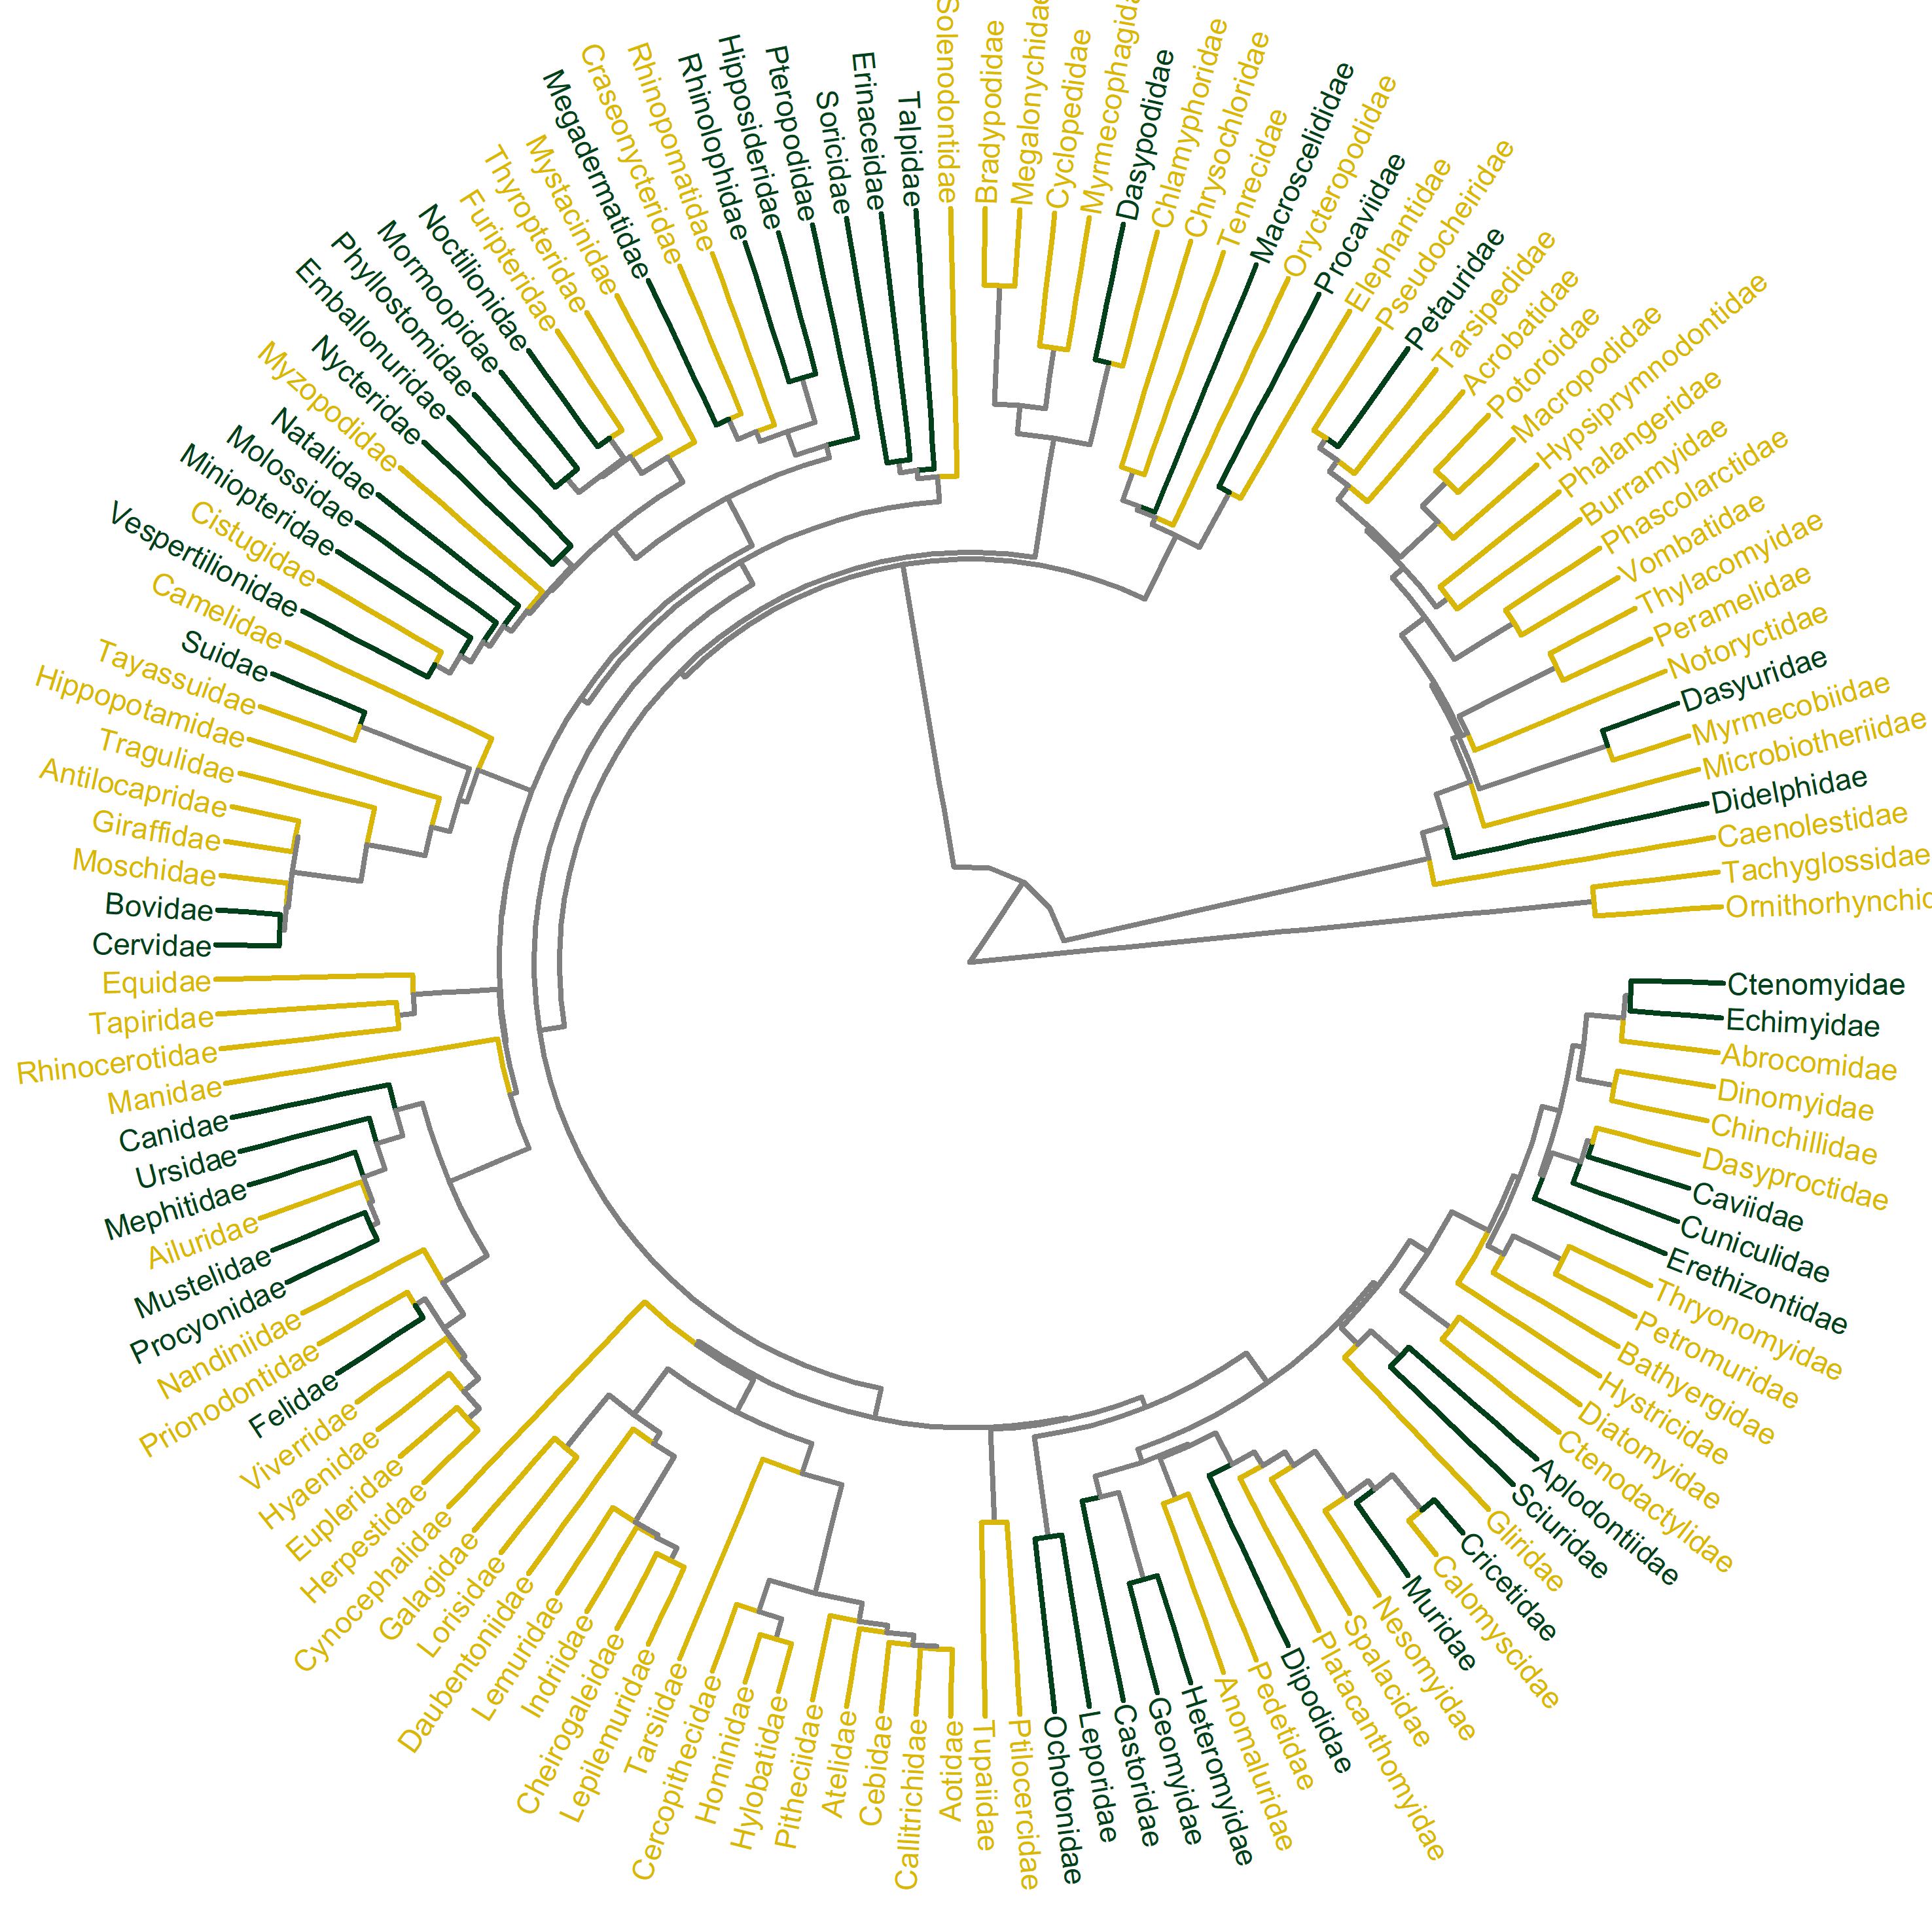 Solenodontidae
Bradypodidae
Megalonychidae
Cyclopedidae
Myrmecophagida
Dasypodidae
Chlamyphoridae
Chrysochloridae
Tenrecidae
Macroscelididae
Orycteropodidae
Procaviidae
Elephantidae
Pseudocheiridae
Petauridae
Tarsipedidae
Acrobatidae
Potoroidae
Macropodidae
Hypsiprymnodontidae
Phalangeridae
Burramyidae
Phascolarctidae
Vombatidae
Thylacomyidae
Peramelidae
Notoryctidae
Dasyuridae
Myrmecobiidae
Microbiotheriidae
Didelphidae
Caenolestidae
Tachyglossidae
Ornithorhynchic
Ctenomyidae
Echimyidae
Abrocomidae
Dinomyidae
Chinchillidae
Dasyproctidae
Caviidae
Cuniculidae
Erethizontidae
Thryonomyidae
Petromuridae
Bathyergidae
Hystricidae
Diatomyidae
Ctenodactylidae
Aplodontiidae
Sciuridae
Gliridae
Cricetidae
Calomyscidae
Muridae
Nesomyidae
Spalacidae
Platacanthomyidae
Dipodidae
Pedetidae
Anomaluridae
Heteromyidae
Geomyidae
Castoridae
Leporidae
Ochotonidae
Ptilocercidae
Tupaiidae
Aotidae
Callitrichidae
Cebidae
Atelidae
Pitheciidae
Hylobatidae
Hominidae
Cercopithecidae
Tarsiidae
Lepilemuridae
Cheirogaleidae
Indriidae
Lemuridae
Daubentoniidae
Lorisidae
Galagidae
Cynocephalidae
Herpestidae
Eupleridae
Hyaenidae
Viverridae
Felidae
Prionodontidae
Nandiniidae
Procyonidae
Mustelidae
Ailuridae
Mephitidae
Ursidae
Canidae
Manidae
Rhinocerotidae
Tapiridae
Equidae
Cervidae
Bovidae
Moschidae
Giraffidae
Antilocapridae
Tragulidae
Hippopotamidae
Tayassuidae
Suidae
Camelidae
Vespertilionidae
Cistugidae
Miniopteridae
Molossidae
Natalidae
Myzopodidae
Nycteridae
Emballonuridae
Phyllostomidae
Mormoopidae
Noctilionidae
Furipteridae
Thyropteridae
Mystacinidae
Megadermatidae
Craseonycteridae
Rhinopomatidae
Rhinolophidae
Hipposideridae
Pteropodidae
Soricidae
Erinaceidae
Talpidae